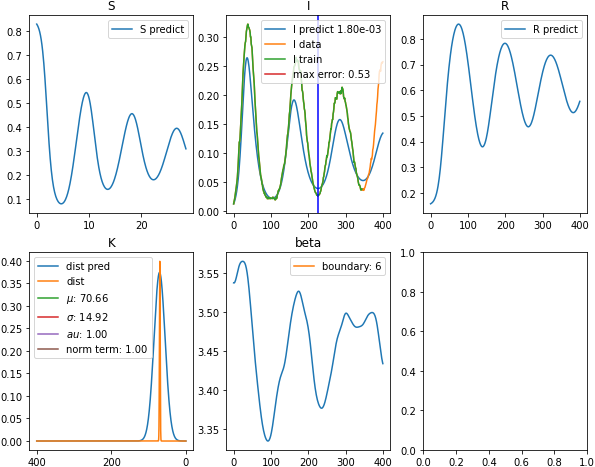 S
S predict
0.8
0.7
0.6
0.5
0.4
0.3
0.2
0.1
0 10 20
I
I predict 1.80e-03
I data
I train
max error: 0.53
0.30
0.25
0.20
0.15
0.10
0.05
0.00
0 100 200 300 400
R
R predict
0.8
0.7
0.6
0.5
0.4
0.3
0.2
0 100 200 300 400
K
dist pred
dist
μ: 70.66
σ: 14.92
au: 1.00
norm term: 1.00
0.40
0.35
0.30
0.25
0.20
0.15
0.10
0.05
0.00
400 200 0
beta
boundary: 6
3.55
3.50
3.45
3.40
3.35
0 100 200 300 400
1.0
0.8
0.6
0.4
0.2
0.0
0.0 0.2 0.4 0.6 0.8 1.0